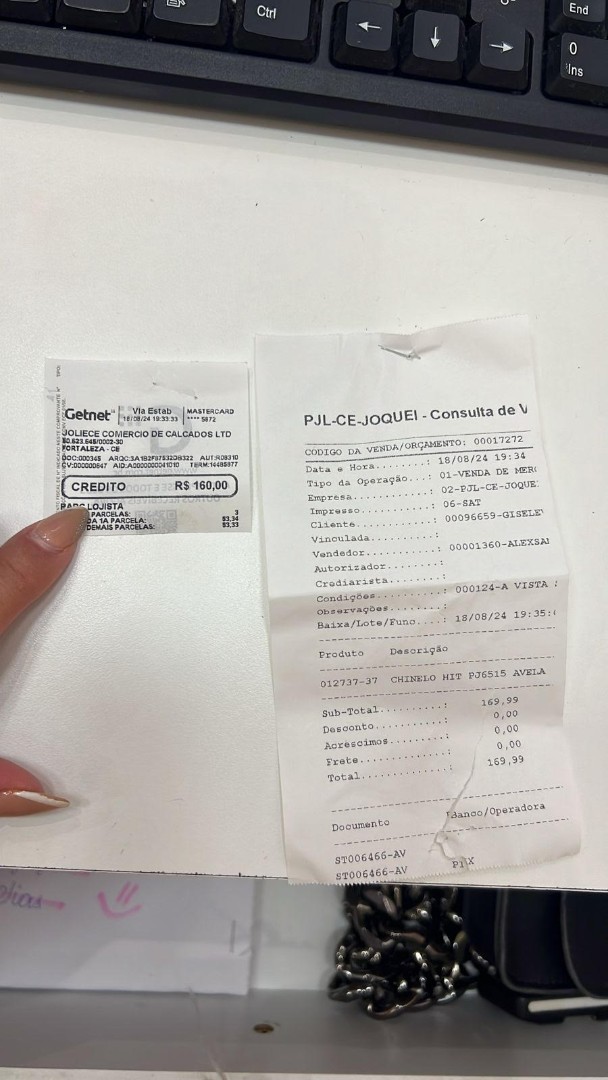 Ctrl
End
0
Ins
Getnet
Via Estab
18/08/24 19:33:33
MASTERCARD
**** 5872
JOLIECE COMERCIO DE CALCADOS LTD
FORTALEZA - CE
DOC:000345
CREDITO R$ 160,00
LOJISTA
PARCELAS: 3
DA 1A PARCELA: 53,34
DEMAIS PARCELAS: 53,33
PJL-CE-JOQUEI - Consulta de V
CÓDIGO DA VENDA/ORÇAMENTO: 00017272
Data e Hora.......: 18/08/24 19:34
Tipo da Operação...: 01-VENDA DE MERC
Empresa............: 02-PJL-CE-JOQUE
Impresso...........: 06-SAT
Cliente............: 00096659-GISELE
Vinculada..........:
Vendedor...........: 00001360-ALEXSA
Autorizador........:
Crediarista........:
Condições..........: 000124-A VISTA
Observações........:
Baixa/Lote/Func....: 18/08/24 19:35:
Produto Descrição
012737-37 CHINELO HIT PJ6515 AVELA
Sub-Total..........: 169,99
Desconto...........: 0,00
Acrescimos.........: 0,00
Frete..............: 0,00
Total..............: 169,99
Documento Banco/Operadora
ST006466-AV
ST006466-AV PIX